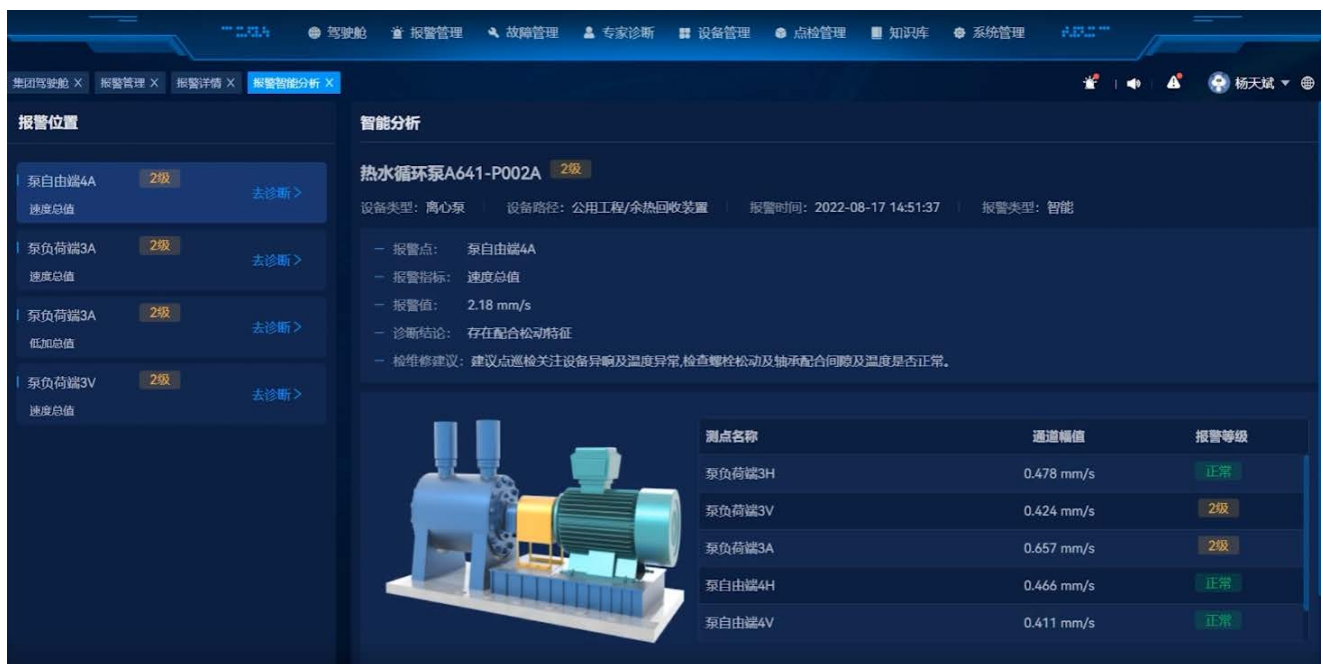 驾驶舱 报警管理 故障管理 专家诊断 设备管理 点检管理 知识库 系统管理
集团驾驶舱 X 报警管理 X 报警详情 X 报警智能分析 X 杨天斌
报警位置
泵自由端4A 2级
速度总值
去诊断 >
泵负荷端3A 2级
速度总值
去诊断 >
泵负荷端3A 2级
低加总值
去诊断 >
泵负荷端3V 2级
速度总值
去诊断 >
智能分析
热水循环泵A641-P002A 2级
设备类型: 离心泵 设备路径: 公用工程/余热回收装置 报警时间: 2022-08-17 14:51:37 报警类型: 智能
— 报警点: 泵自由端4A
— 报警指标: 速度总值
— 报警值: 2.18 mm/s
— 诊断结论: 存在配合松动特征
— 检维修建议: 建议点巡检关注设备异响及温度异常,检查螺栓松动及轴承配合间隙及温度是否正常。
测点名称 通道幅值 报警等级
泵负荷端3H 0.478 mm/s 正常
泵负荷端3V 0.424 mm/s 2级
泵负荷端3A 0.657 mm/s 2级
泵自由端4H 0.466 mm/s 正常
泵自由端4V 0.411 mm/s 正常